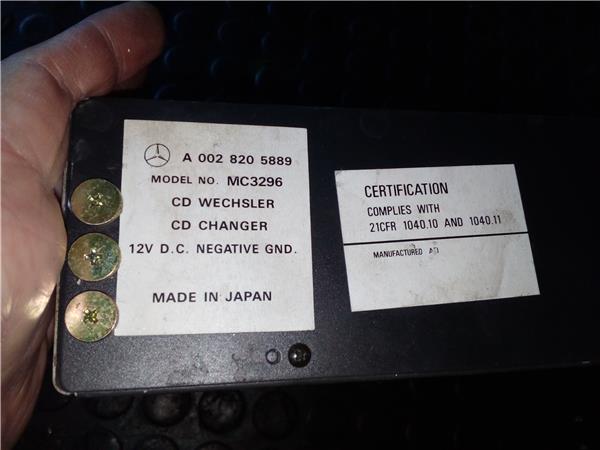 A 002 820 5889
MODEL NO. MC3296
CD WECHSLER
CD CHANGER
12V D.C. NEGATIVE GND.
MADE IN JAPAN
CERTIFICATION
COMPLIES WITH
21CFR 1040.10 AND 1040.11
MANUFACTURED